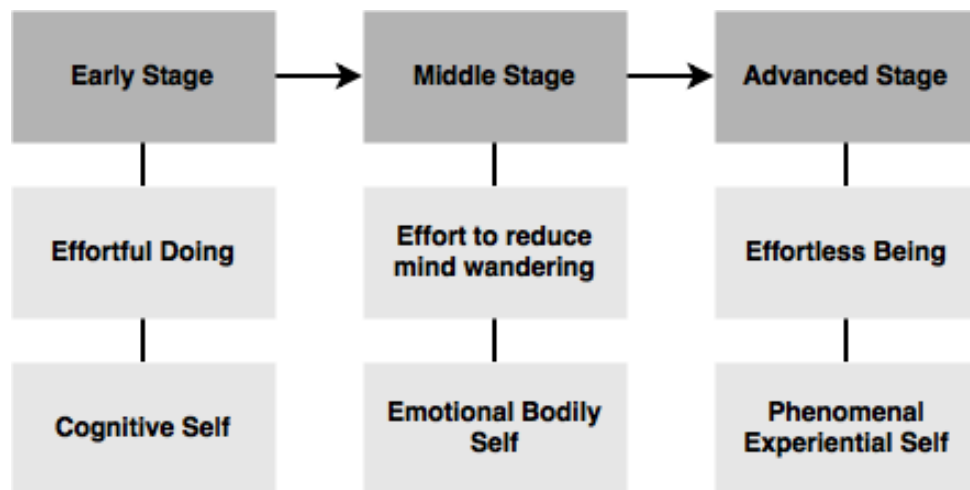 Early Stage
Middle Stage
Advanced Stage
Effortful Doing
Effort to reduce
mind wandering
Effortless Being
Cognitive Self
Emotional Bodily
Self
Phenomenal
Experiential Self